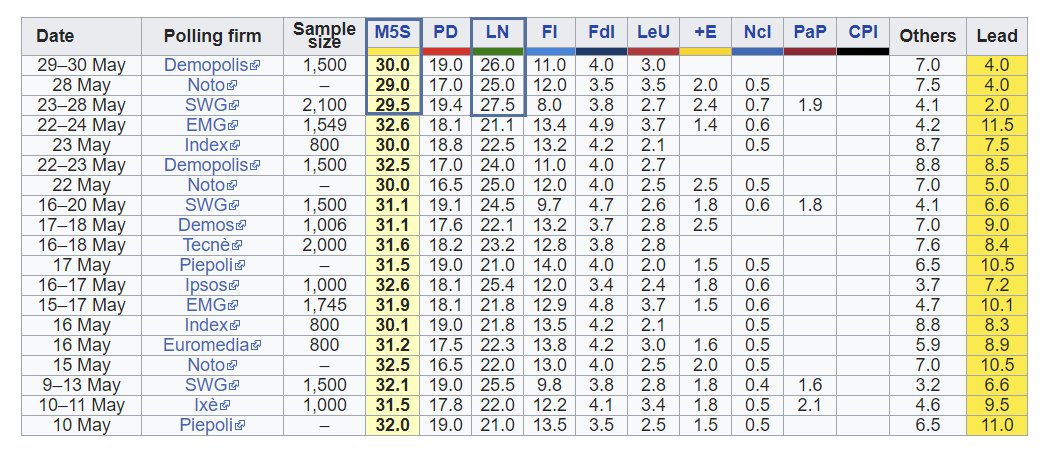 Date Polling firm Sample size M5S PD LN FI FdI LeU +E NcI PaP CPI Others Lead
29–30 May Demopolis 1,500 30.0 19.0 26.0 11.0 4.0 3.0 7.0 4.0
28 May Noto – 29.0 17.0 25.0 12.0 3.5 3.5 2.0 0.5 7.5 4.0
23–28 May SWG 2,100 29.5 19.4 27.5 8.0 3.8 2.7 2.4 0.7 1.9 4.1 2.0
22–24 May EMG 1,549 32.6 18.1 21.1 13.4 4.9 3.7 1.4 0.6 4.2 11.5
23 May Index 800 30.0 18.8 22.5 13.2 4.2 2.1 0.5 8.7 7.5
22–23 May Demopolis 1,500 32.5 17.0 24.0 11.0 4.0 2.7 8.8 8.5
22 May Noto – 30.0 16.5 25.0 12.0 4.0 2.5 2.5 0.5 7.0 5.0
16–20 May SWG 1,500 31.1 19.1 24.5 9.7 4.7 2.6 1.8 0.6 1.8 4.1 6.6
17–18 May Demos 1,006 31.1 17.6 22.1 13.2 3.7 2.8 2.5 7.0 9.0
16–18 May Tecnè 2,000 31.6 18.2 23.2 12.8 3.8 2.8 7.6 8.4
17 May Piepoli – 31.5 19.0 21.0 14.0 4.0 2.0 1.5 0.5 6.5 10.5
16–17 May Ipsos 1,000 32.6 18.1 25.4 12.0 3.4 2.4 1.8 0.6 3.7 7.2
15–17 May EMG 1,745 31.9 18.1 21.8 12.9 4.8 3.7 1.5 0.6 4.7 10.1
16 May Index 800 30.1 19.0 21.8 13.5 4.2 2.1 0.5 8.8 8.3
16 May Euromedia 800 31.2 17.5 22.3 13.8 4.2 3.0 1.6 0.5 5.9 8.9
15 May Noto – 32.5 16.5 22.0 13.0 4.0 2.5 2.0 0.5 7.0 10.5
9–13 May SWG 1,500 32.1 19.0 25.5 9.8 3.8 2.8 1.8 0.4 1.6 3.2 6.6
10–11 May Ixè 1,000 31.5 17.8 22.0 12.2 4.1 3.4 1.8 0.5 2.1 4.6 9.5
10 May Piepoli – 32.0 19.0 21.0 13.5 3.5 2.5 1.5 0.5 6.5 11.0